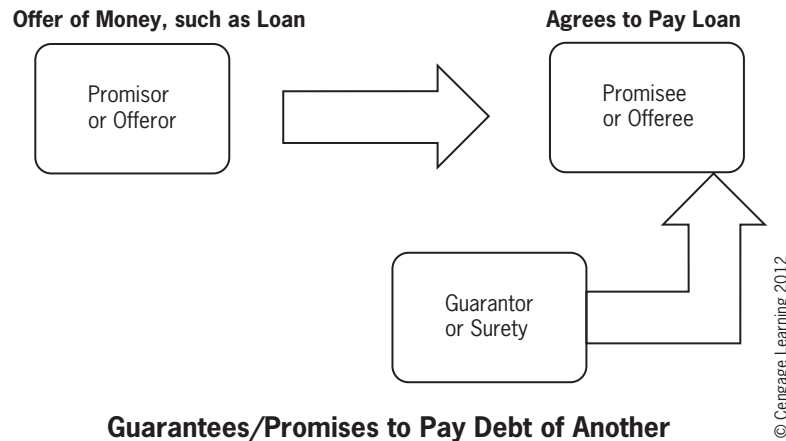 Offer of Money, such as Loan
Agrees to Pay Loan
Promisor
or Offeror
Promisee
or Offeree
Guarantor
or Surety
© Cengage Learning 2012
Guarantees/Promises to Pay Debt of Another